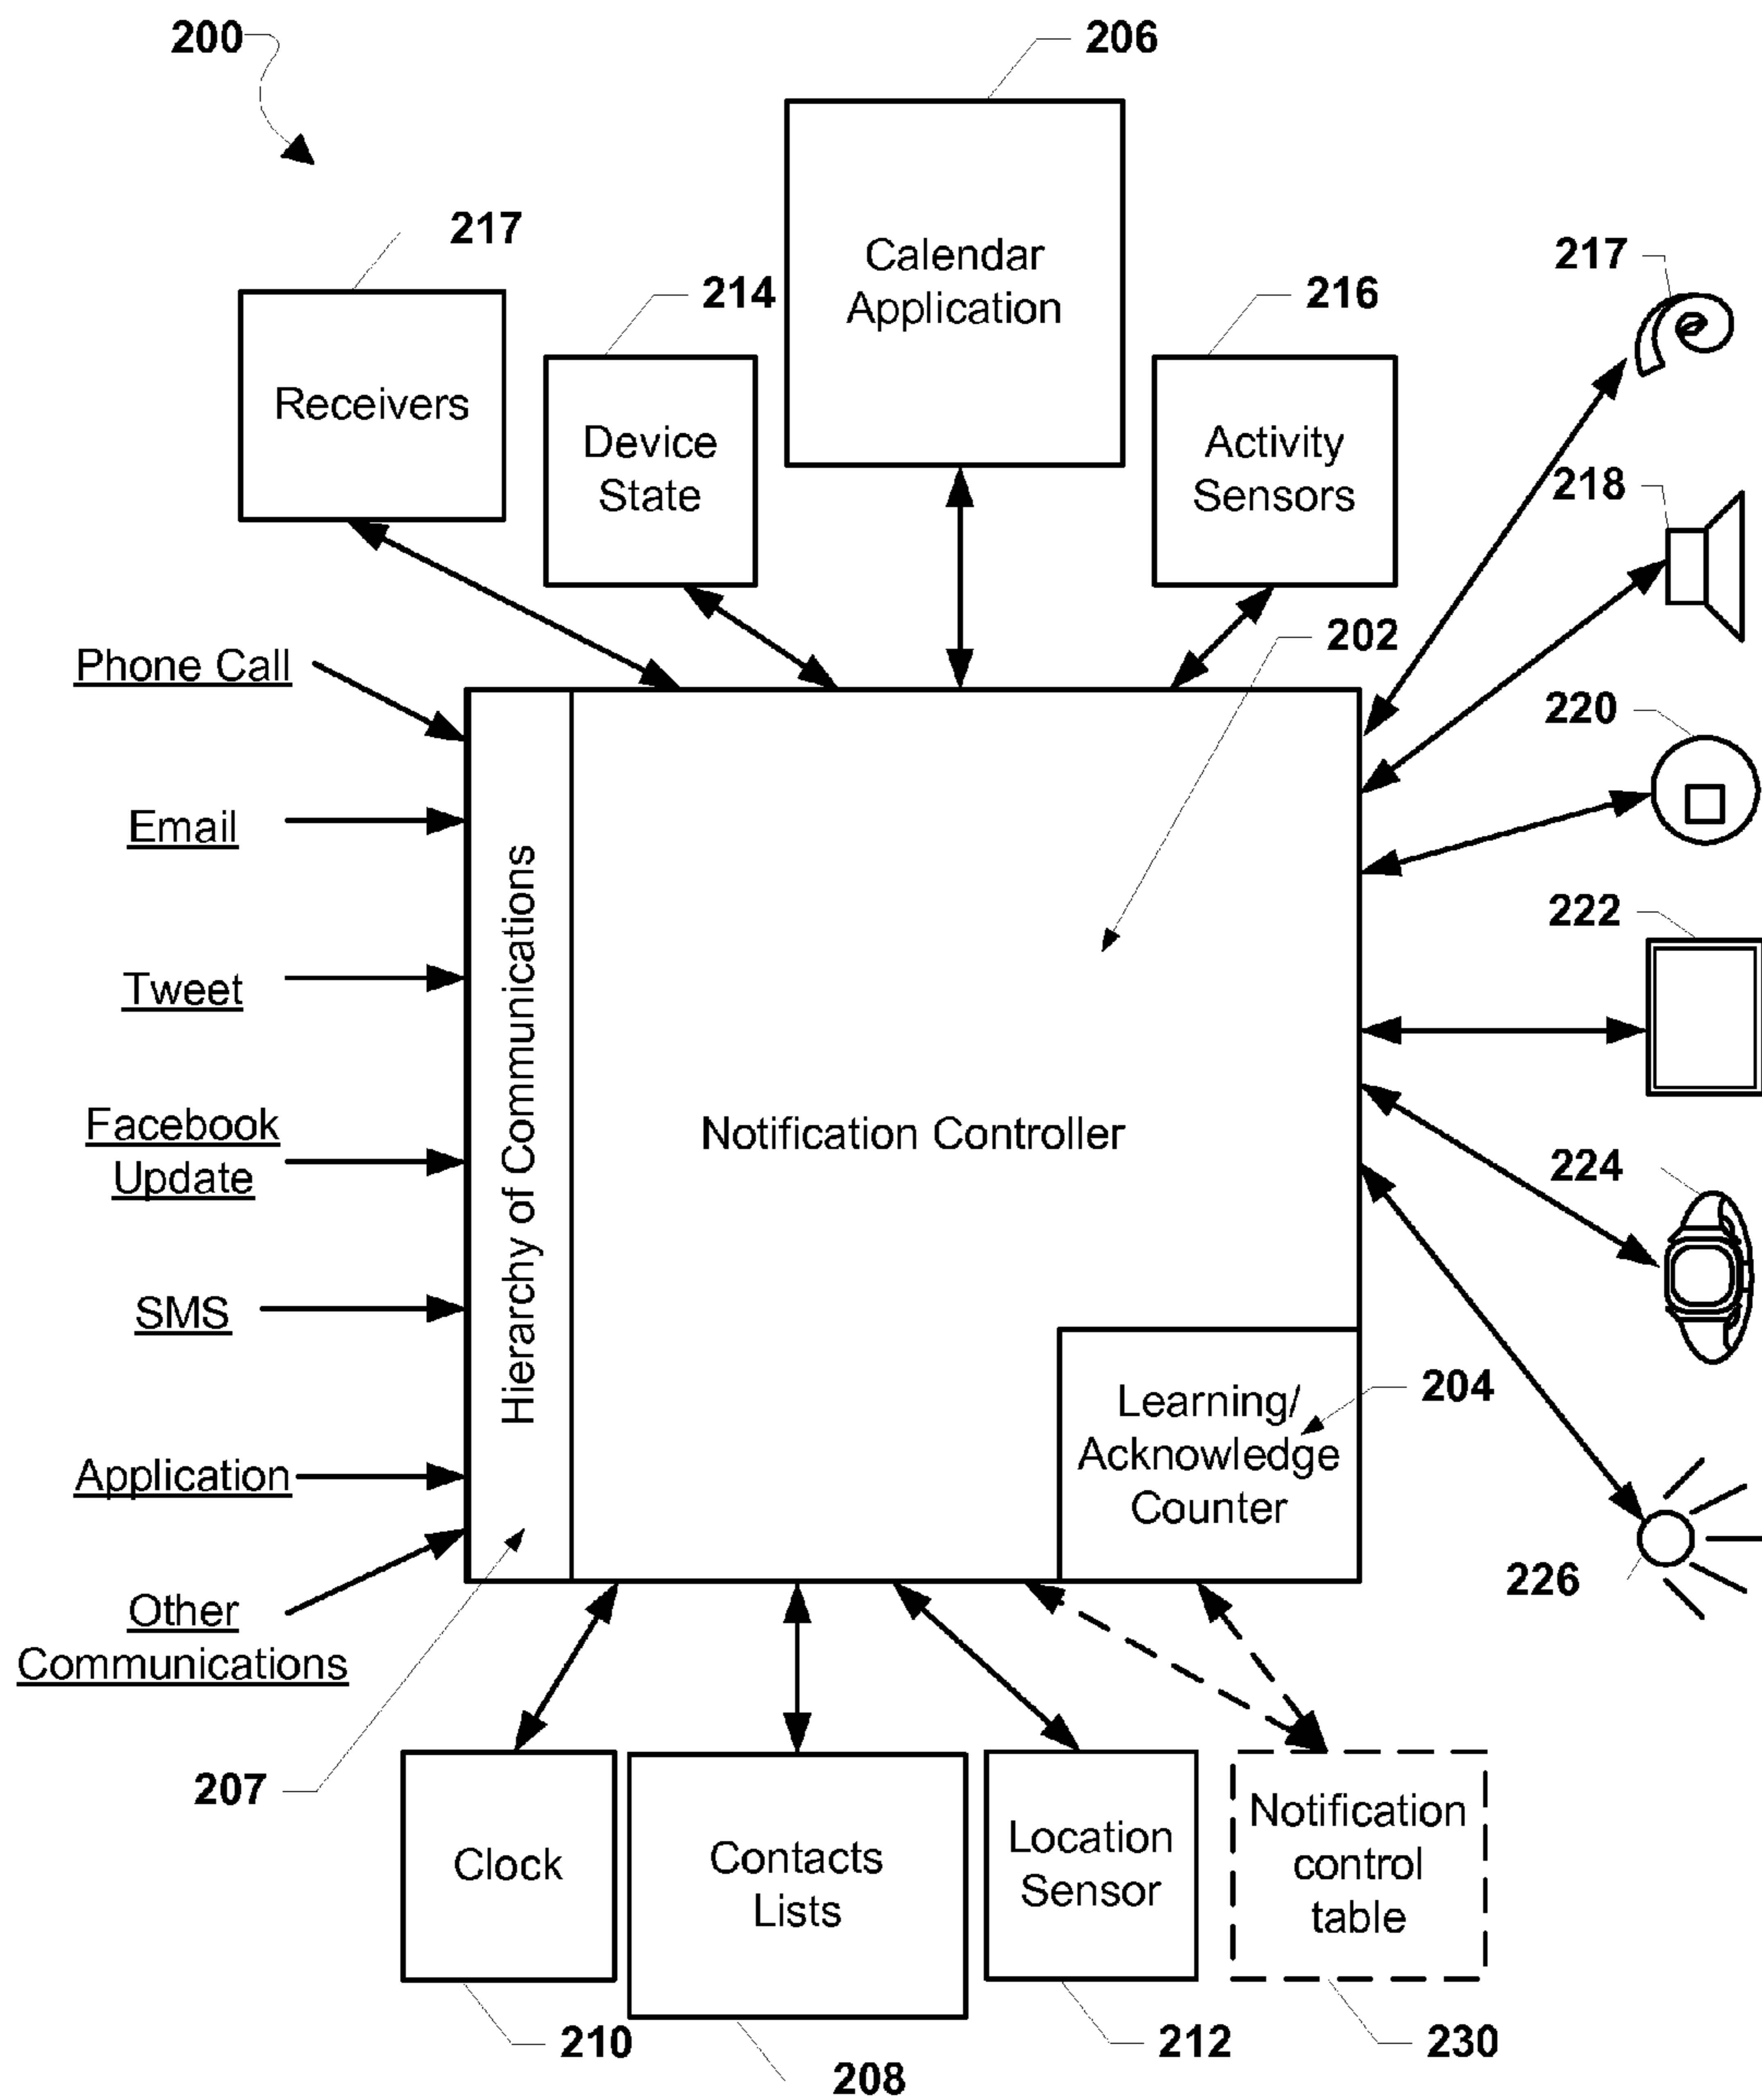 200
206
217
Calendar
Application
217
214
216
Receivers
Device
State
Activity
Sensors
218
202
Phone Call
220
Email
222
Hierarchy of Communications
Tweet
Notification Controller
Facebook
Update
224
SMS
Learning/
Acknowledge
Counter
204
Application
226
Other
Communications
207
Clock
Contacts
Lists
Location
Sensor
Notification
control
table
210
208
212
230